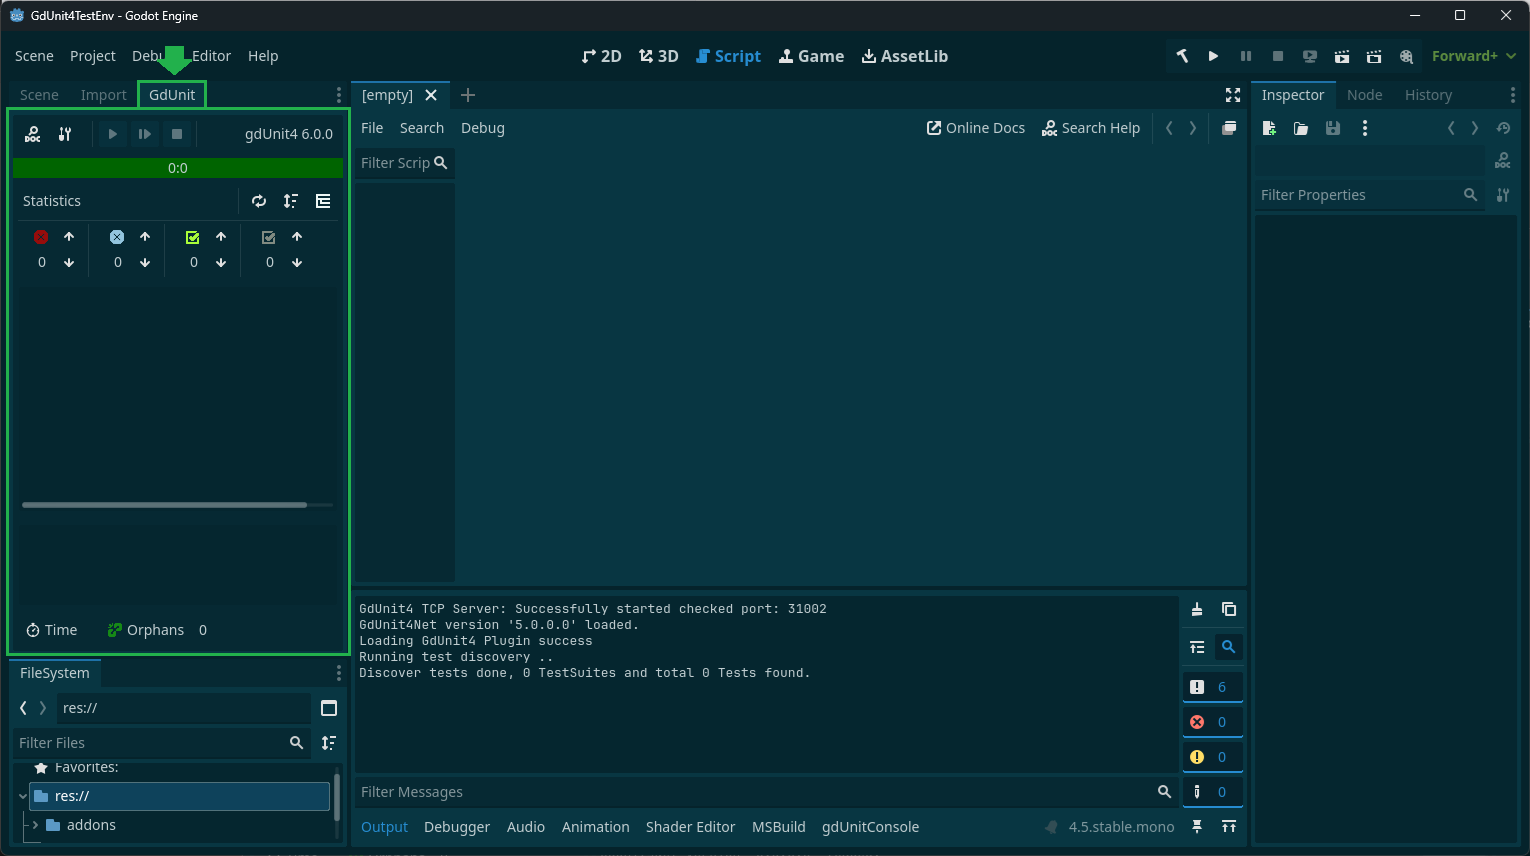 GdUnit4TestEnv - Godot Engine
Scene Project Debu Editor Help
2D 3D Script Game AssetLib
Forward+
Scene Import GdUnit
[empty]
Inspector Node History
gdUnit4 6.0.0
File Search Debug
Online Docs Search Help
0:0
Filter Scrip
Filter Properties
Statistics
0 0 0 0
Time Orphans 0
GdUnit4 TCP Server: Successfully started checked port: 31002
GdUnit4Net version '5.0.0.0' loaded.
Loading GdUnit4 Plugin success
Running test discovery ..
Discover tests done, 0 TestSuites and total 0 Tests found.
6
0
0
0
FileSystem
res://
Filter Files
Favorites:
res://
addons
Filter Messages
Output Debugger Audio Animation Shader Editor MSBuild gdUnitConsole
4.5.stable.mono